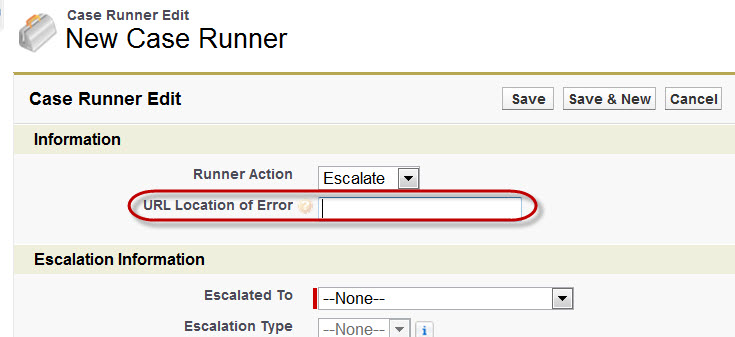 Case Runner Edit
New Case Runner
Case Runner Edit
Save
Save & New
Cancel
Information
Runner Action
Escalate
URL Location of Error
Escalation Information
Escalated To
--None--
Escalation Type
--None--
i